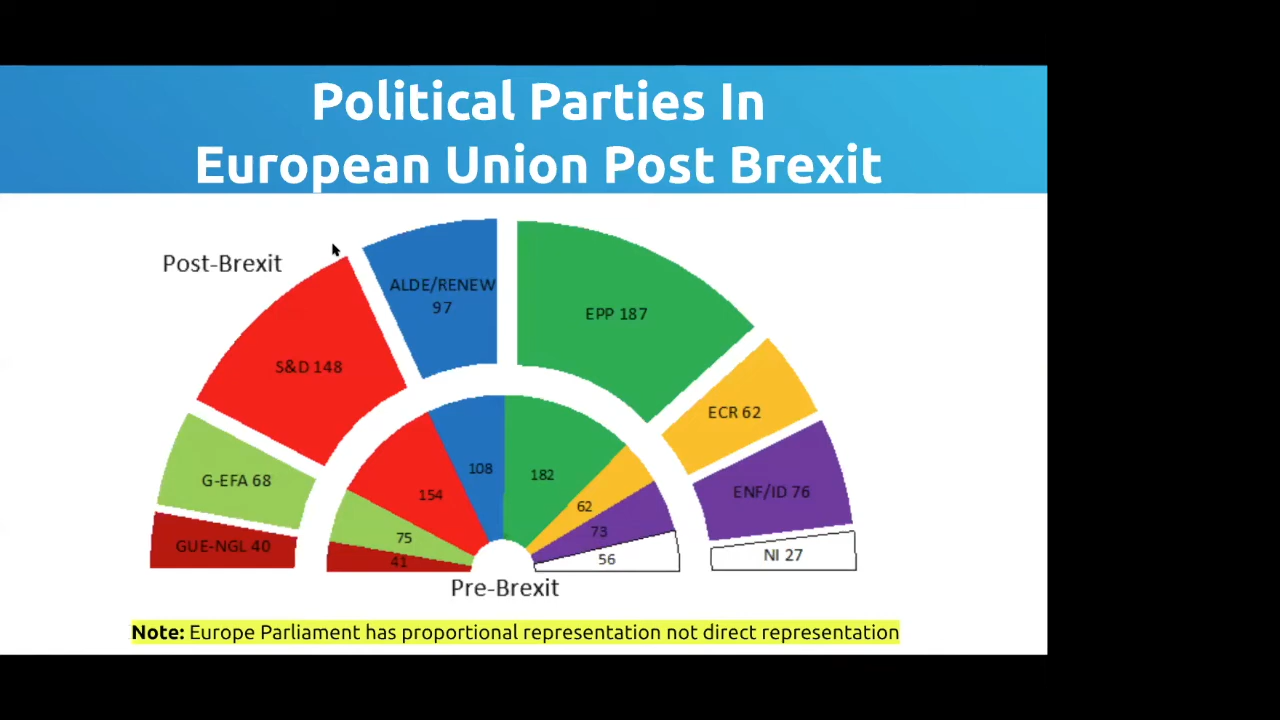 Political Parties In
European Union Post Brexit
Post-Brexit
ALDE/RENEW
97
EPP 187
S&D 148
ECR 62
G-EFA 68
ENF/ID 76
GUE-NGL 40
NI 27
108
182
154
62
75
73
41
56
Pre-Brexit
Note: Europe Parliament has proportional representation not direct representation